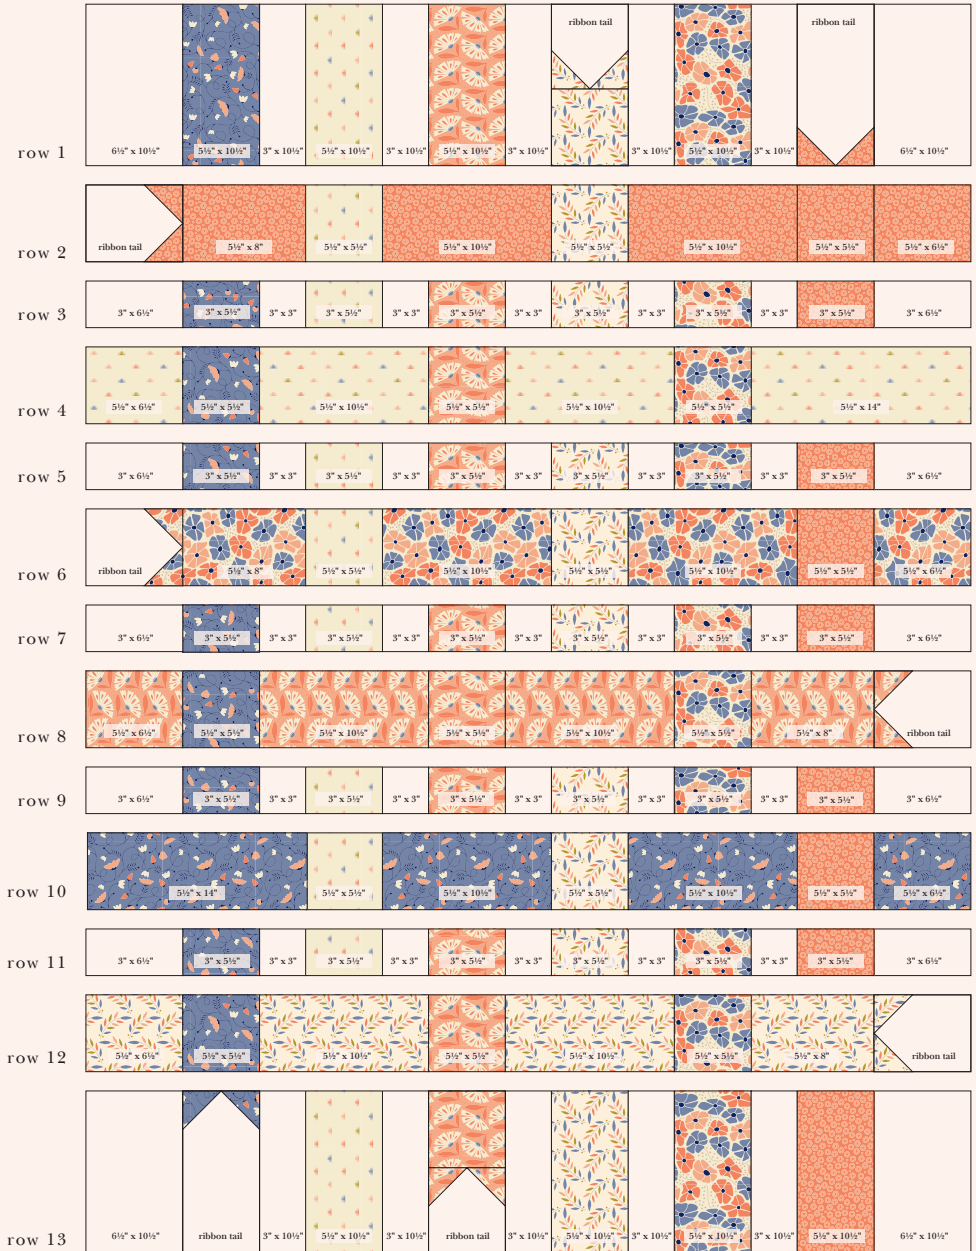 ribbon tail ribbon tail
row 1 6½" x 10½" 5½" x 10½" 3" x 10½" 5½" x 10½" 3" x 10½" 5½" x 10½" 3" x 10½" 3" x 10½" 5½" x 10½" 3" x 10½" 6½" x 10½"
row 2 ribbon tail 5½" x 8" 5½" x 5½" 5½" x 10½" 5½" x 5½" 5½" x 10½" 5½" x 5½" 5½" x 6½"
row 3 3" x 6½" 3" x 5½" 3" x 3" 3" x 5½" 3" x 3" 3" x 5½" 3" x 3" 3" x 5½" 3" x 3" 3" x 5½" 3" x 3" 3" x 5½" 3" x 6½"
row 4 5½" x 6½" 5½" x 5½" 5½" x 10½" 5½" x 5½" 5½" x 10½" 5½" x 5½" 5½" x 14"
row 5 3" x 6½" 3" x 5½" 3" x 3" 3" x 5½" 3" x 3" 3" x 5½" 3" x 3" 3" x 5½" 3" x 3" 3" x 5½" 3" x 3" 3" x 5½" 3" x 6½"
row 6 ribbon tail 5½" x 8" 5½" x 5½" 5½" x 10½" 5½" x 5½" 5½" x 10½" 5½" x 5½" 5½" x 6½"
row 7 3" x 6½" 3" x 5½" 3" x 3" 3" x 5½" 3" x 3" 3" x 5½" 3" x 3" 3" x 5½" 3" x 3" 3" x 5½" 3" x 3" 3" x 5½" 3" x 6½"
row 8 5½" x 6½" 5½" x 5½" 5½" x 10½" 5½" x 5½" 5½" x 10½" 5½" x 5½" 5½" x 8" ribbon tail
row 9 3" x 6½" 3" x 5½" 3" x 3" 3" x 5½" 3" x 3" 3" x 5½" 3" x 3" 3" x 5½" 3" x 3" 3" x 5½" 3" x 3" 3" x 5½" 3" x 6½"
row 10 5½" x 14" 5½" x 5½" 5½" x 10½" 5½" x 5½" 5½" x 10½" 5½" x 5½" 5½" x 6½"
row 11 3" x 6½" 3" x 5½" 3" x 3" 3" x 5½" 3" x 3" 3" x 5½" 3" x 3" 3" x 5½" 3" x 3" 3" x 5½" 3" x 3" 3" x 5½" 3" x 6½"
row 12 5½" x 6½" 5½" x 5½" 5½" x 10½" 5½" x 5½" 5½" x 10½" 5½" x 5½" 5½" x 8" ribbon tail
row 13 6½" x 10½" ribbon tail 3" x 10½" 5½" x 10½" 3" x 10½" ribbon tail 3" x 10½" 5½" x 10½" 3" x 10½" 5½" x 10½" 3" x 10½" 5½" x 10½" 6½" x 10½"